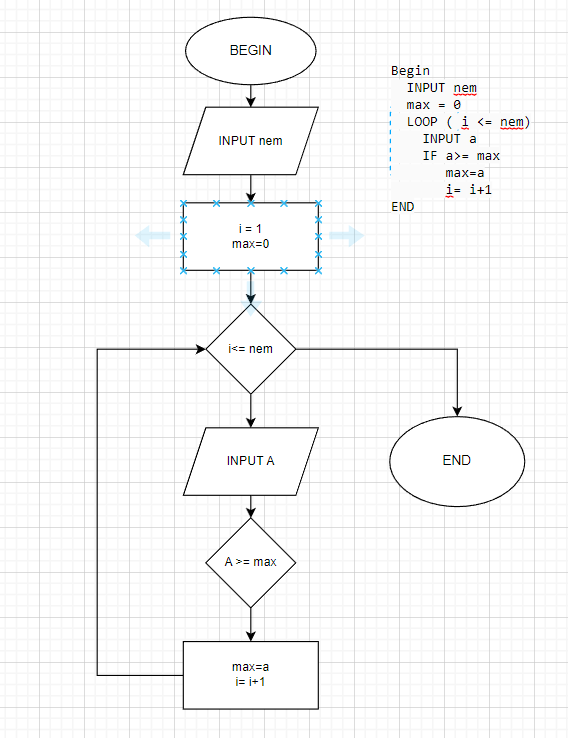 BEGIN
INPUT nem
i = 1
max=0
i<= nem
INPUT A
A >= max
max=a
i= i+1
END
Begin
INPUT nem
max = 0
LOOP ( i <= nem)
INPUT a
IF a>= max
max=a
i= i+1
END